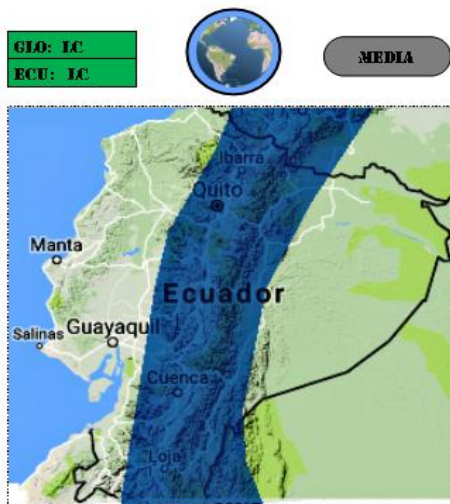 GLO: LC
ECU: LC
MEDIA
Ibarra
Quito
Manta
Ecuador
Guayaquil
Salinas
Cuenca
Loja